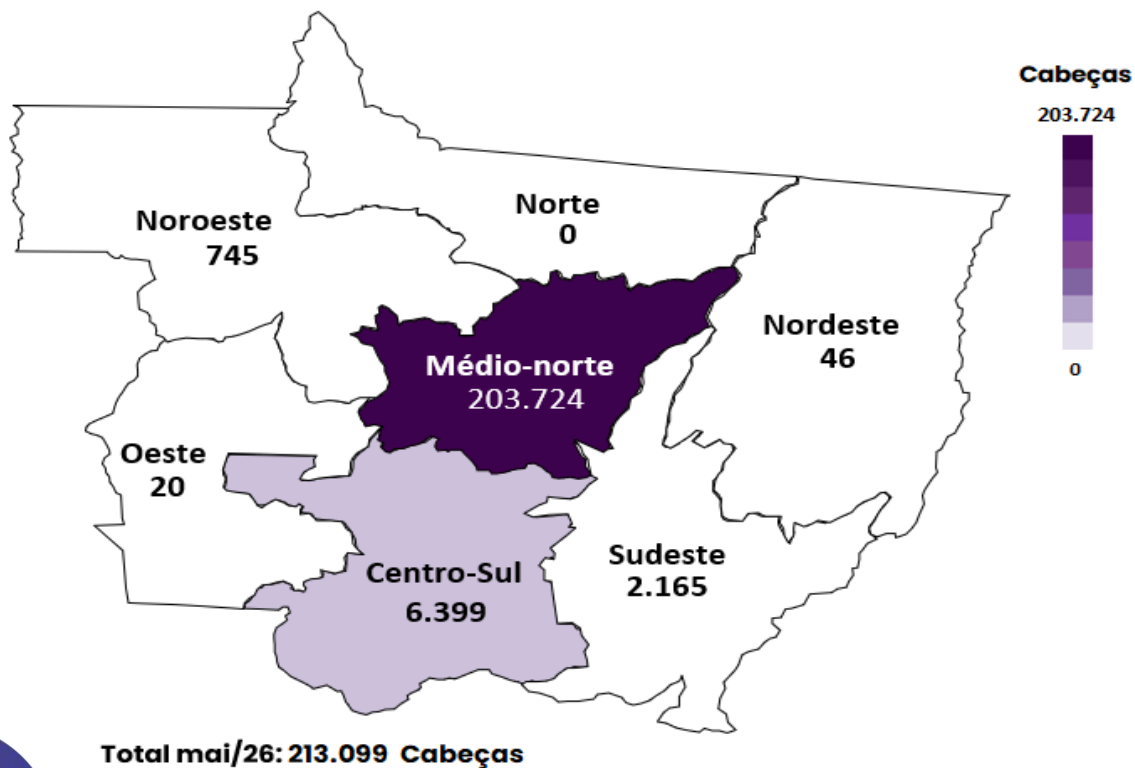 Cabeças
203.724
0
Norte
0
Noroeste
745
Nordeste
46
Médio-norte
203.724
Oeste
20
Sudeste
2.165
Centro-Sul
6.399
Total mai/26: 213.099 Cabeças